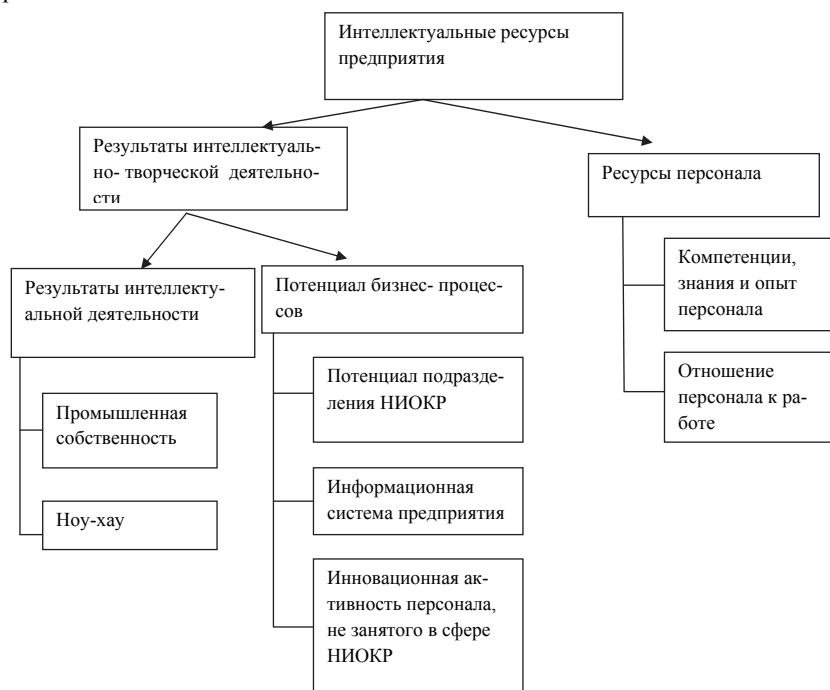 Интеллектуальные ресурсы
предприятия
Результаты интеллектуаль-
но- творческой деятельно-
сти
Ресурсы персонала
Результаты интеллекту-
альной деятельности
Потенциал бизнес- процес-
сов
Компетенции,
знания и опыт
персонала
Потенциал подразде-
ления НИОКР
Отношение
персонала к ра-
боте
Промышленная
собственность
Информационная
система предприятия
Ноу-хау
Инновационная ак-
тивность персонала,
не занятого в сфере
НИОКР